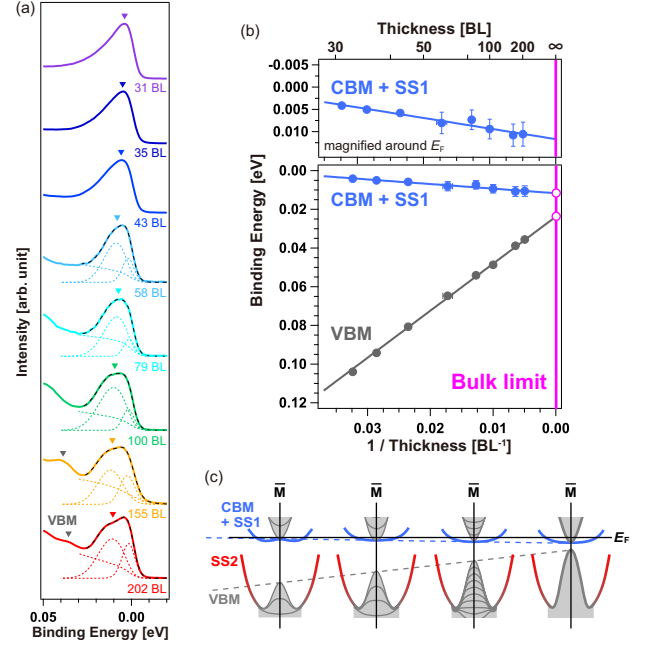 (a)
31 BL
35 BL
43 BL
58 BL
79 BL
100 BL
155 BL
VBM
202 BL
Intensity [arb. unit]
0.05
0.00
Binding Energy [eV]
(b)
Thickness [BL]
30
50
100
200
∞
-0.005
0.000
0.005
0.010
CBM + SS1
magnified around E_F
0.00
0.02
0.04
0.06
0.08
0.10
0.12
Binding Energy [eV]
CBM + SS1
VBM
Bulk limit
0.03
0.02
0.01
0.00
1 / Thickness [BL⁻¹]
(c)
M̅
M̅
M̅
M̅
CBM
+ SS1
E_F
SS2
VBM